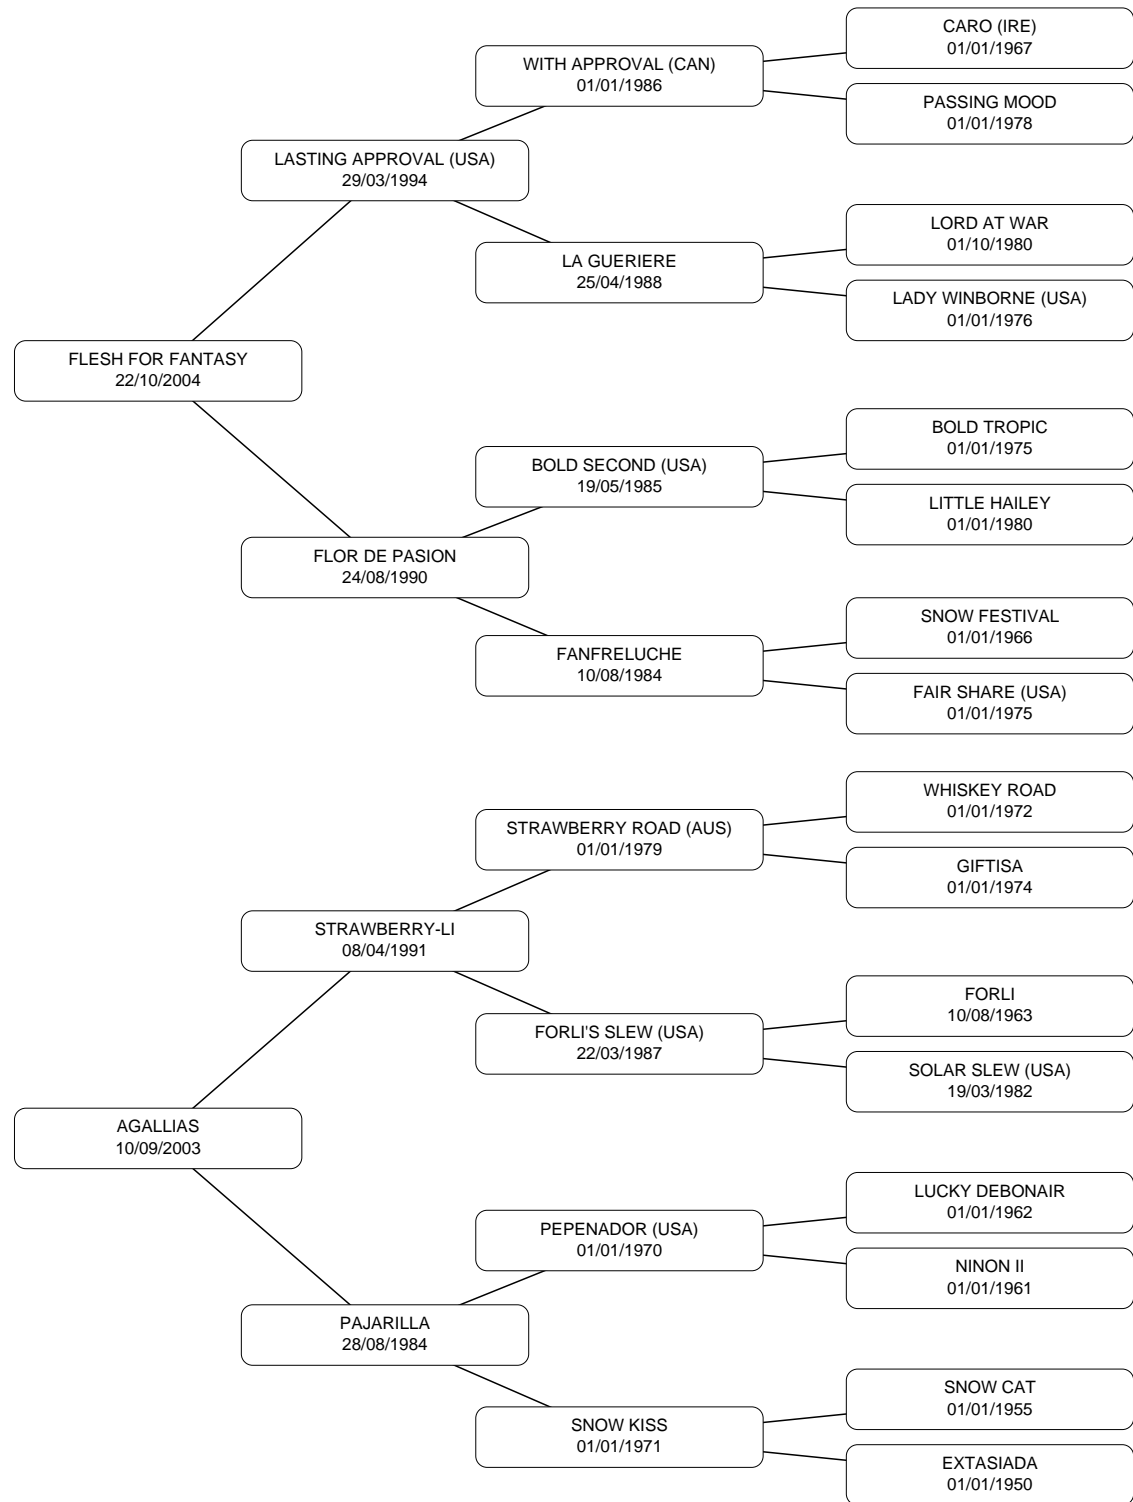 CARO (IRE)
01/01/1967
WITH APPROVAL (CAN)
01/01/1986
PASSING MOOD
01/01/1978
LASTING APPROVAL (USA)
29/03/1994
LORD AT WAR
01/10/1980
LA GUERIERE
25/04/1988
LADY WINBORNE (USA)
01/01/1976
FLESH FOR FANTASY
22/10/2004
BOLD TROPIC
01/01/1975
BOLD SECOND (USA)
19/05/1985
LITTLE HAILEY
01/01/1980
FLOR DE PASION
24/08/1990
SNOW FESTIVAL
01/01/1966
FANFRELUCHE
10/08/1984
FAIR SHARE (USA)
01/01/1975
WHISKEY ROAD
01/01/1972
STRAWBERRY ROAD (AUS)
01/01/1979
GIFTISA
01/01/1974
STRAWBERRY-LI
08/04/1991
FORLI
10/08/1963
FORLI'S SLEW (USA)
22/03/1987
SOLAR SLEW (USA)
19/03/1982
AGALLIAS
10/09/2003
LUCKY DEBONAIR
01/01/1962
PEPENADOR (USA)
01/01/1970
NINON II
01/01/1961
PAJARILLA
28/08/1984
SNOW CAT
01/01/1955
SNOW KISS
01/01/1971
EXTASIADA
01/01/1950